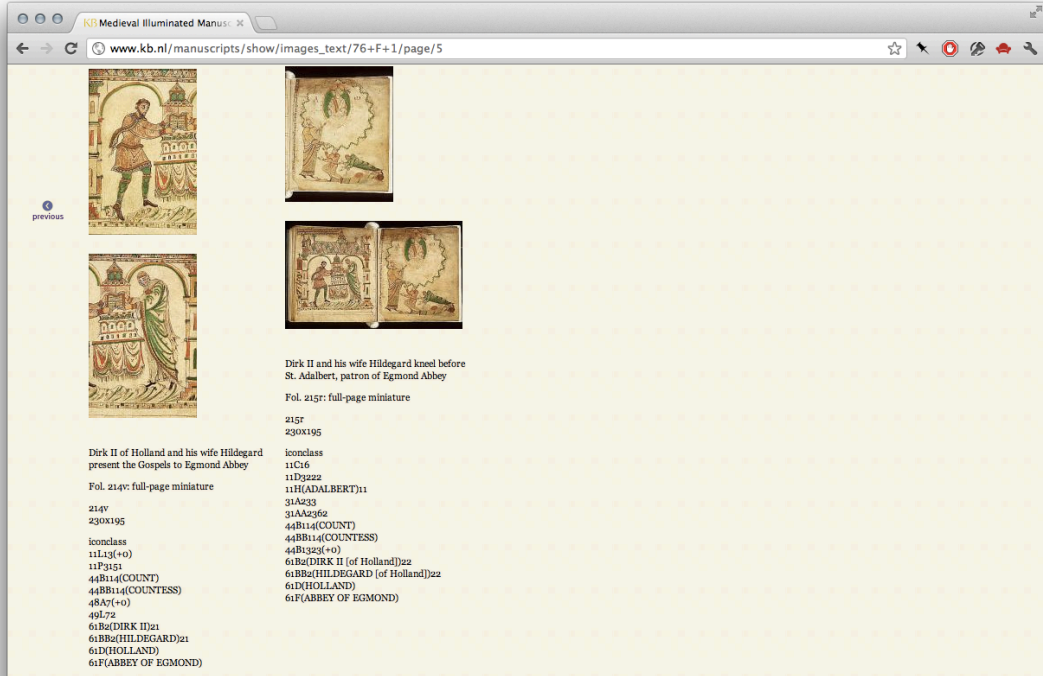 KB Medieval Illuminated Manusc
www.kb.nl/manuscripts/show/images_text/76+F+1/page/5
previous
Dirk II of Holland and his wife Hildegard
present the Gospels to Egmond Abbey
Fol. 214v: full-page miniature
214v
230x195
iconclass
11L13(+0)
11P3151
44B114(COUNT)
44BB114(COUNTESS)
48A7(+0)
49L72
61B2(DIRK II)21
61BB2(HILDEGARD)21
61D(HOLLAND)
61F(ABBEY OF EGMOND)
Dirk II and his wife Hildegard kneel before
St. Adalbert, patron of Egmond Abbey
Fol. 215r: full-page miniature
215r
230x195
iconclass
11C16
11D3222
11H(ADALBERT)11
31A233
31AA2362
44B114(COUNT)
44BB114(COUNTESS)
44B1323(+0)
61B2(DIRK II [of Holland])22
61BB2(HILDEGARD [of Holland])22
61D(HOLLAND)
61F(ABBEY OF EGMOND)